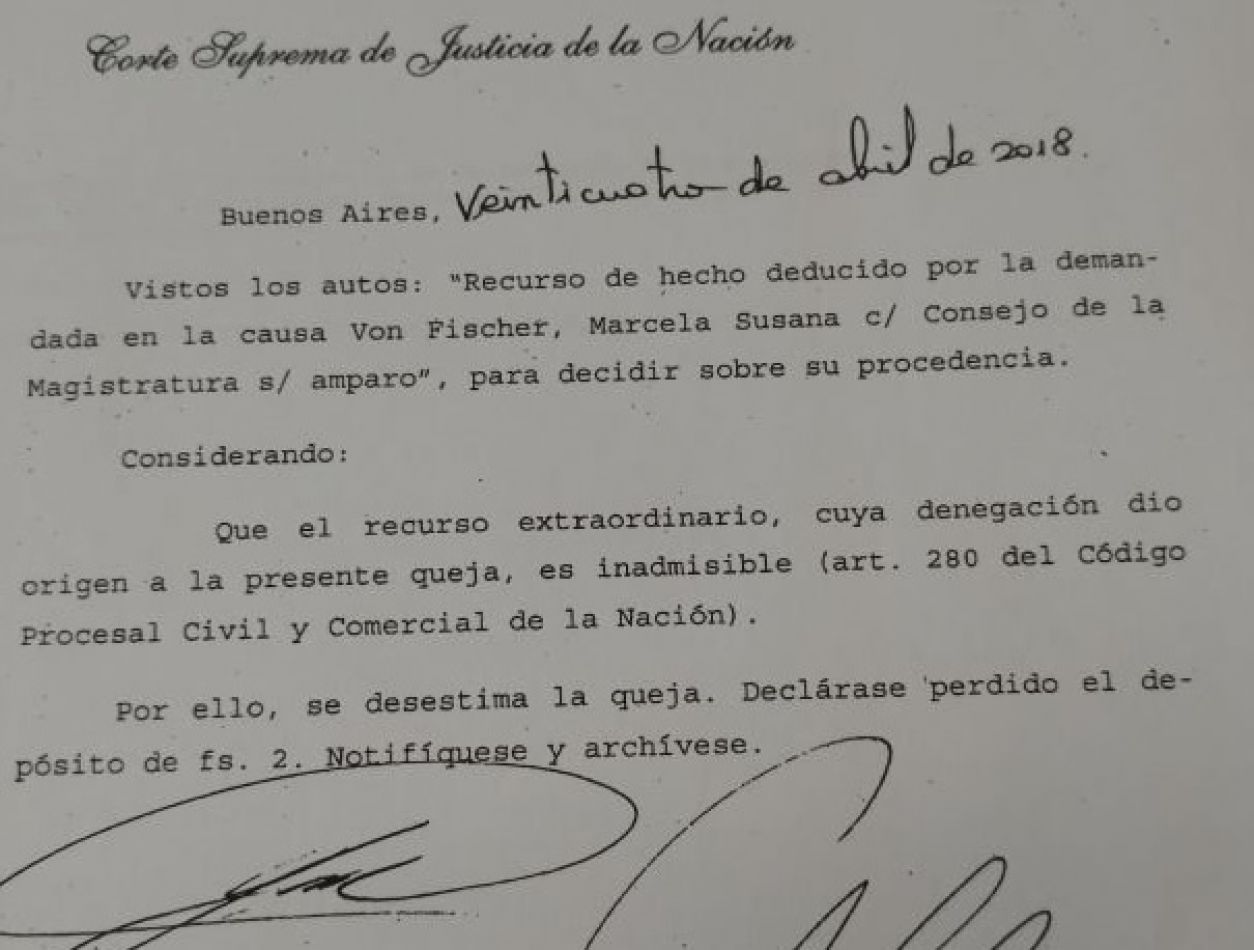 Corte Suprema de Justicia de la Nación
Buenos Aires, Veinticuatro de abril de 2018.
Vistos los autos: "Recurso de hecho deducido por la deman-
dada en la causa Von Fischer, Marcela Susana c/ Consejo de la
Magistratura s/ amparo", para decidir sobre su procedencia.
Considerando:
Que el recurso extraordinario, cuya denegación dio
origen a la presente queja, es inadmisible (art. 280 del Código
Procesal Civil y Comercial de la Nación).
Por ello, se desestima la queja. Declárase perdido el de-
pósito de fs. 2. Notifíquese y archívese.